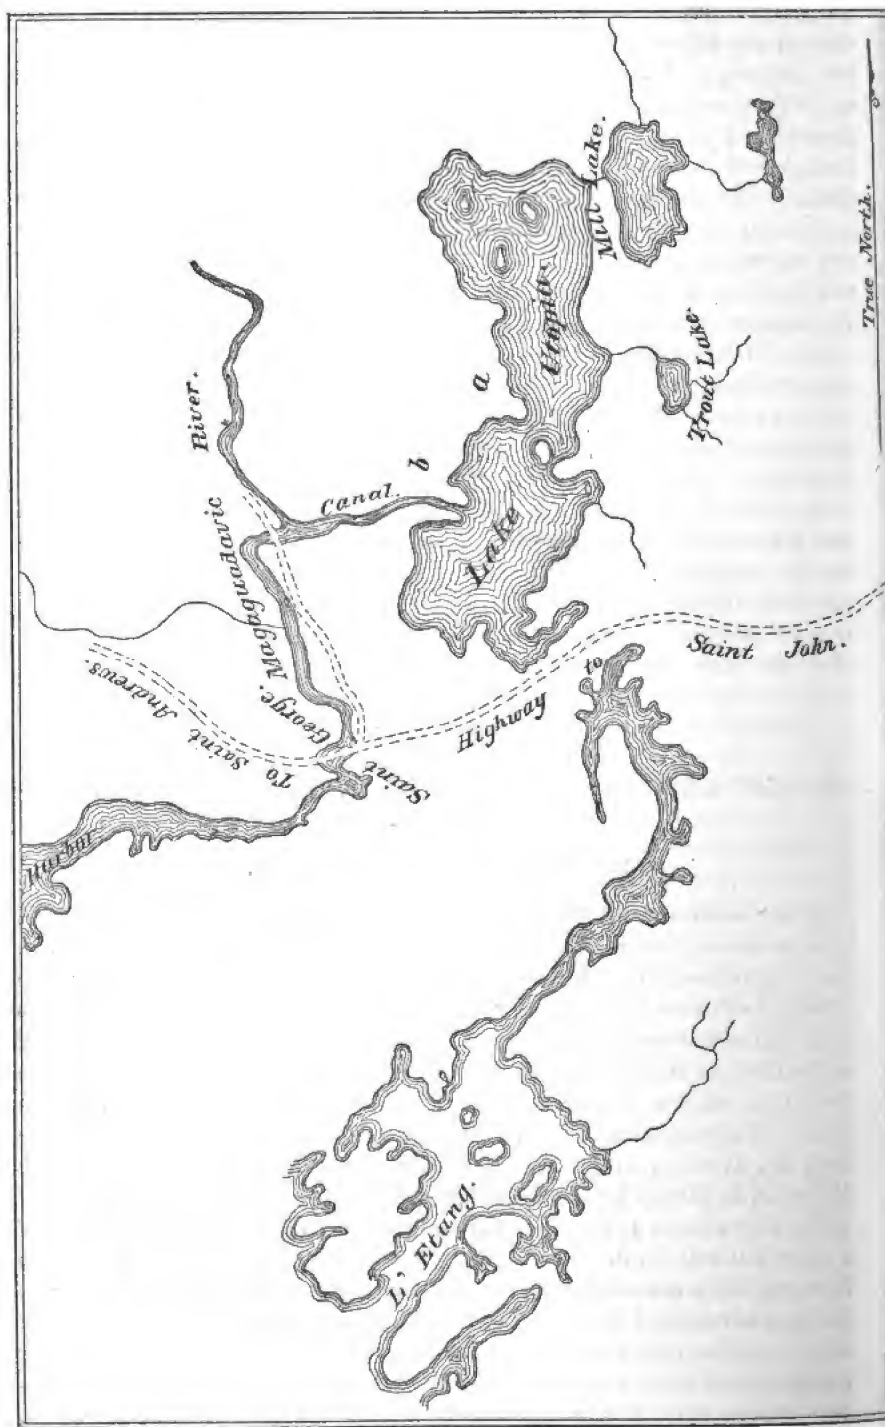 Mill Lake.
Utopia.
True North.
Trout Lake.
a
River.
b
Canal.
Lake
Magaguadavic
Saint John.
to
Highway
Saint George.
To Saint Andrews.
Harbor
L' Etang.